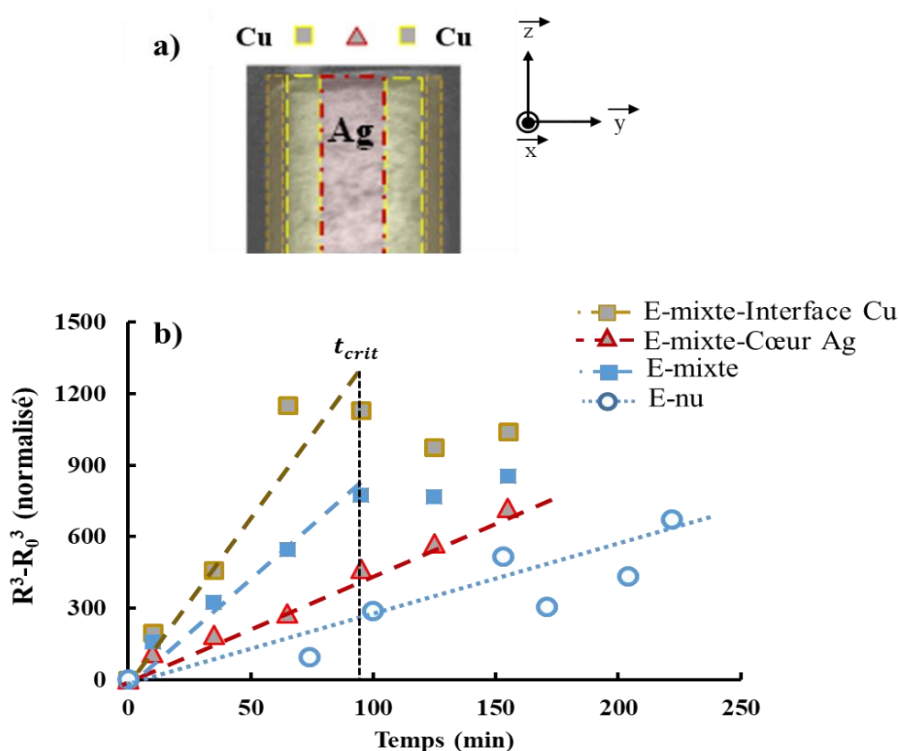 a) Cu Cu
Ag
z
y
x
b)
t_crit
E-mixte-Interface Cu
E-mixte-Cœur Ag
E-mixte
E-nu
R³-R₀³ (normalisé)
1500
1200
900
600
300
0
0 50 100 150 200 250
Temps (min)